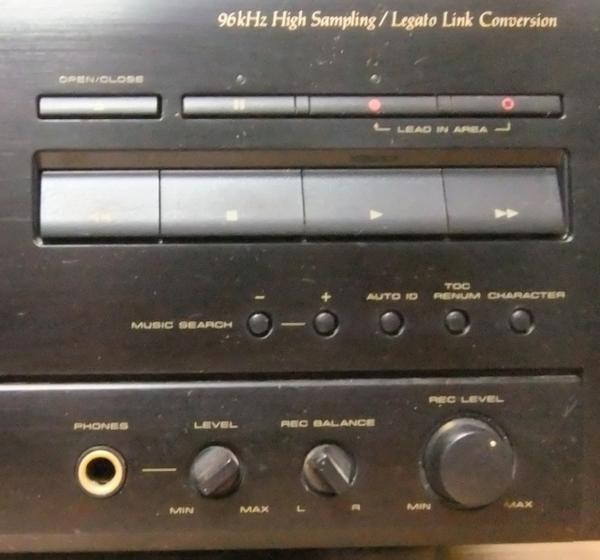 96kHz High Sampling / Legato Link Conversion
OPEN/CLOSE
LEAD IN AREA
MUSIC SEARCH
–
+
AUTO ID
TOC
RENUM
CHARACTER
PHONES
LEVEL
MIN
MAX
REC BALANCE
L
R
REC LEVEL
MIN
MAX